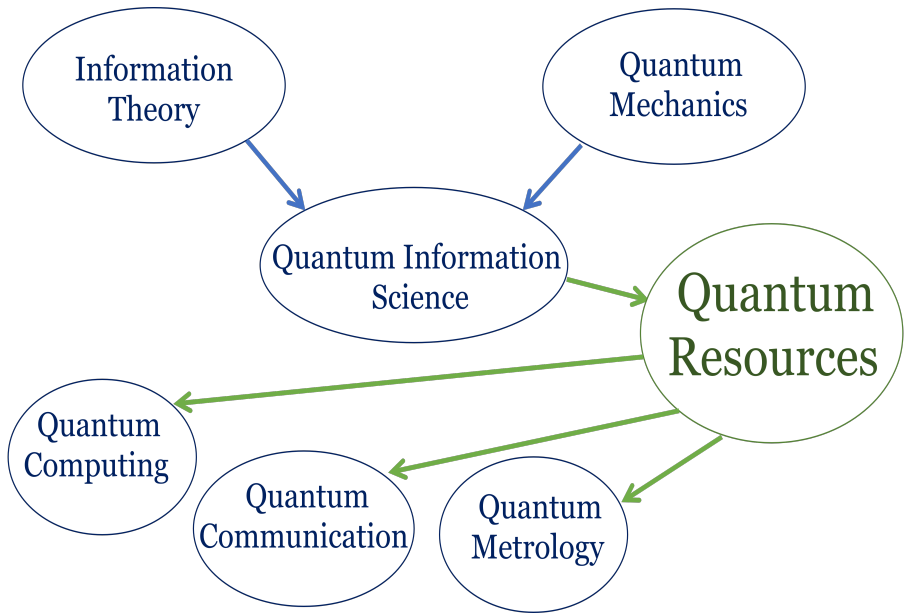 Information
Theory
Quantum
Mechanics
Quantum Information
Science
Quantum
Resources
Quantum
Computing
Quantum
Communication
Quantum
Metrology